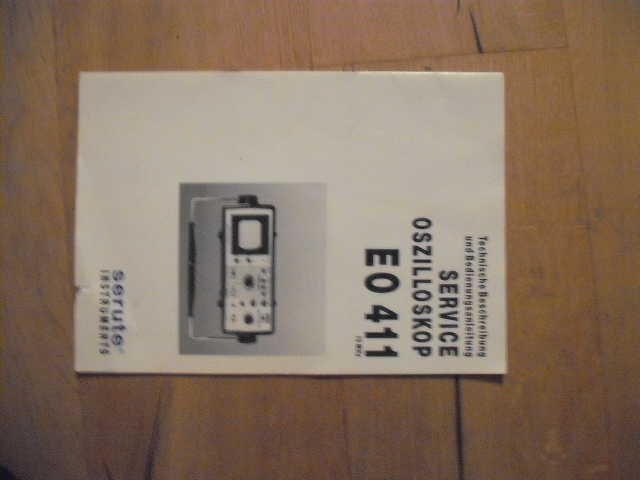 Technische Beschreibung
und Bedienungsanleitung
SERVICE
OSZILLOSKOP
EO 411
10 MHz
serute
INSTRUMENTS